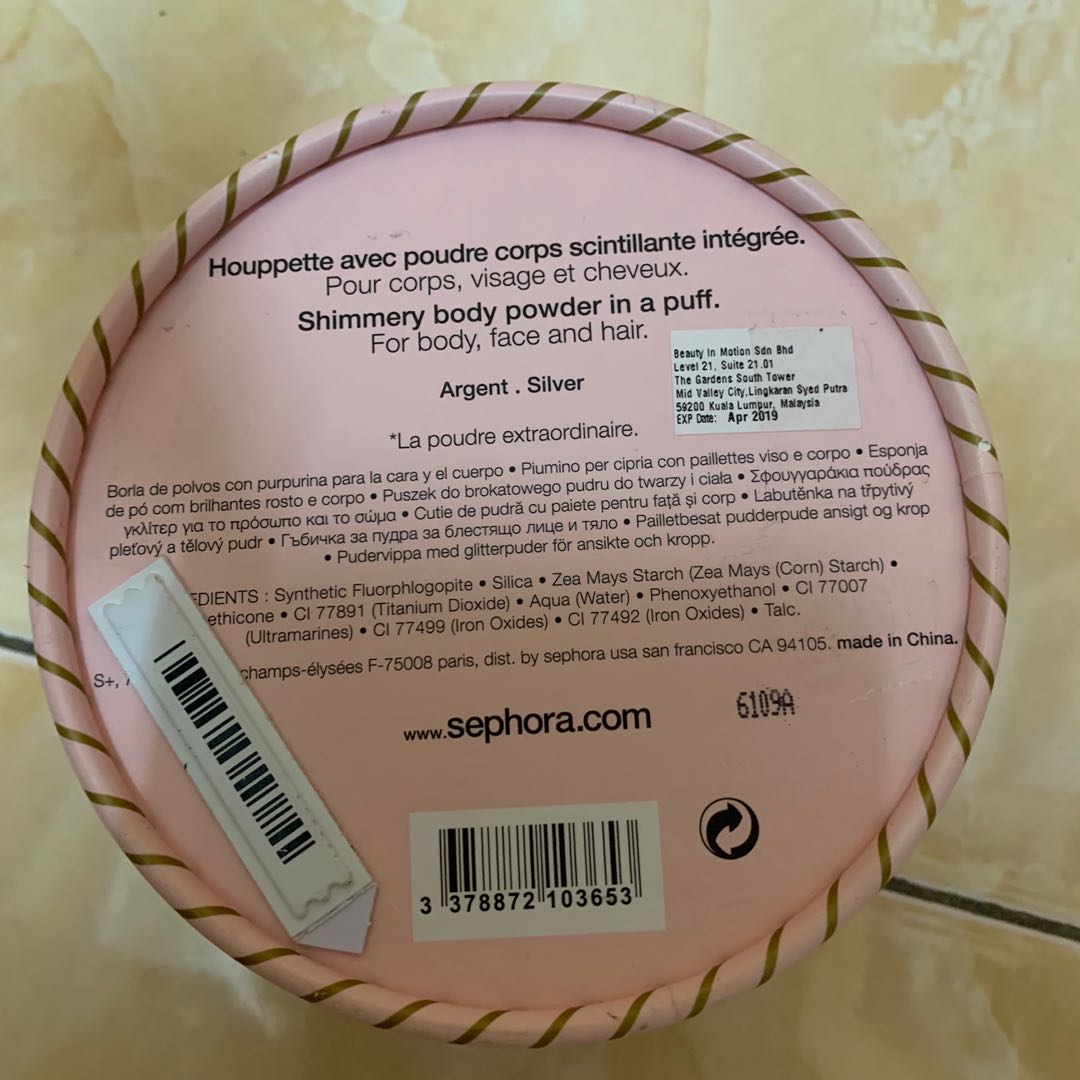 Houppette avec poudre corps scintillante intégrée.
Pour corps, visage et cheveux.
Shimmery body powder in a puff.
For body, face and hair.
Argent . Silver
*La poudre extraordinaire.
Beauty In Motion Sdn Bhd
Level 21, Suite 21.01
The Gardens South Tower
Mid Valley City,Lingkaran Syed Putra
59200 Kuala Lumpur, Malaysia
EXP Date: Apr 2019
Borla de polvos con purpurina para la cara y el cuerpo • Piumino per cipria con paillettes viso e corpo • Esponja
de pó com brilhantes rosto e corpo • Puszek do brokatowego pudru do twarzy i ciała • Σφουγγαράκια πούδρας
γκλίτερ για το πρόσωπο και το σώμα • Cutie de pudră cu paiete pentru față și corp • Labutěnka na třpytivý
pleťový a tělový pudr • Гъбичка за пудра за блестящо лице и тяло • Pailletbesat pudderpude ansigt og krop
• Pudervippa med glitterpuder för ansikte och kropp.
EDIENTS : Synthetic Fluorphlogopite • Silica • Zea Mays Starch (Zea Mays (Corn) Starch) •
ethicone • CI 77891 (Titanium Dioxide) • Aqua (Water) • Phenoxyethanol • CI 77007
(Ultramarines) • CI 77499 (Iron Oxides) • CI 77492 (Iron Oxides) • Talc.
S+, champs-élysées F-75008 paris, dist. by sephora usa san francisco CA 94105. made in China.
www.sephora.com
6109A
3 378872 103653